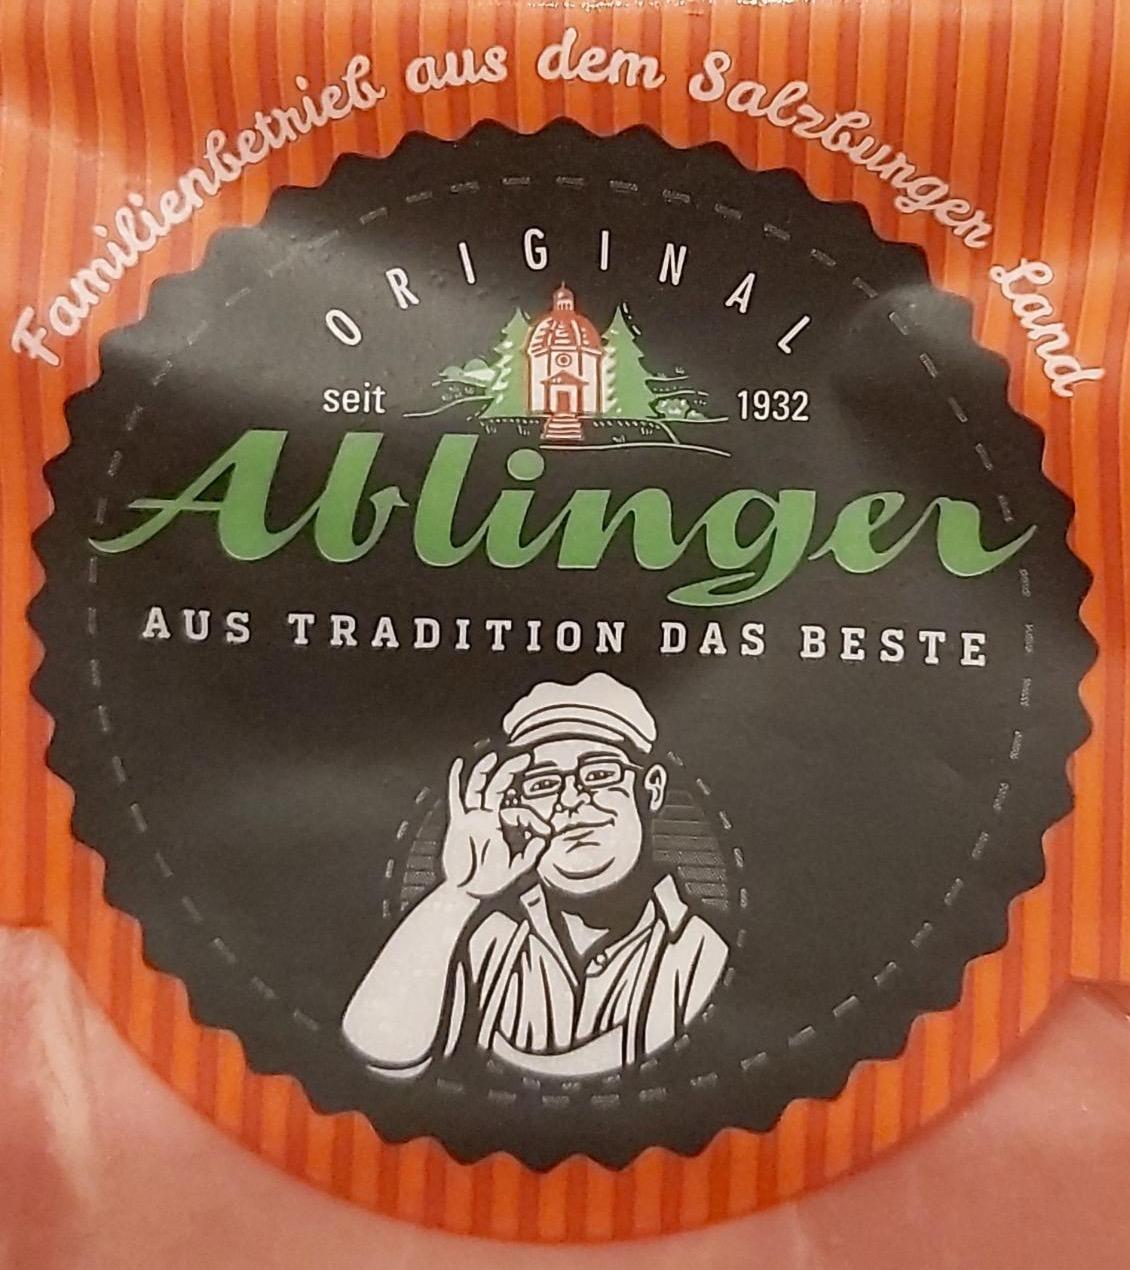 Familienbetrieb aus dem Salzburger Land
ORIGINAL
seit 1932
Ablinger
AUS TRADITION DAS BESTE